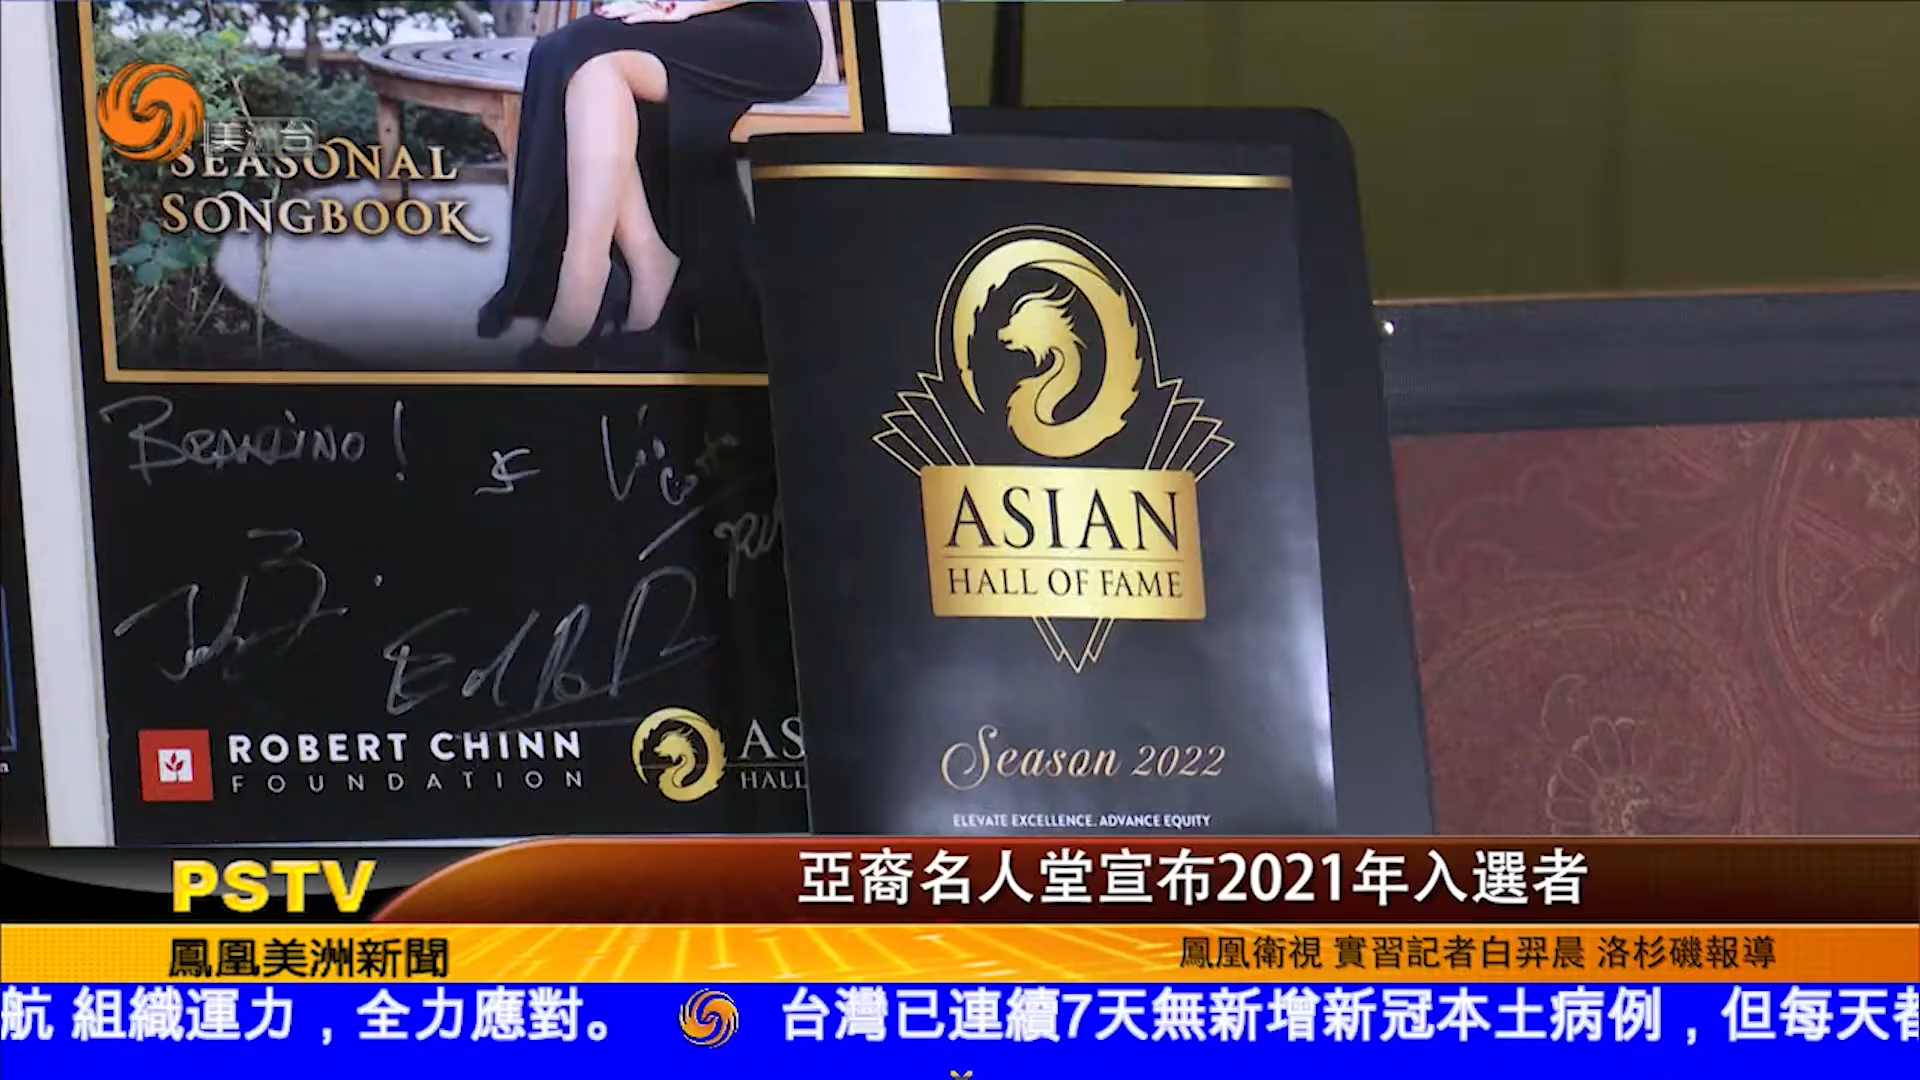 美洲台
SEASONAL
SONGBOOK
ASIAN
HALL OF FAME
ROBERT CHINN
FOUNDATION
AS
HALL
Season 2022
ELEVATE EXCELLENCE. ADVANCE EQUITY
PSTV
亞裔名人堂宣布2021年入選者
鳳凰美洲新聞
鳳凰衛視 實習記者白羿晨 洛杉磯報導
航 組織運力，全力應對。 台灣已連續7天無新增新冠本土病例，但每天都